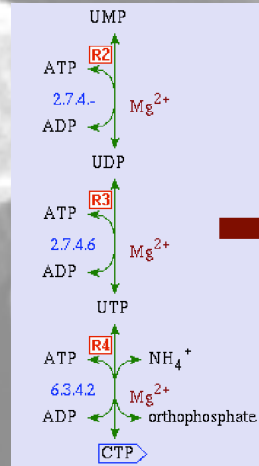 UMP
R2
ATP
2.7.4.- Mg2+
ADP
UDP
R3
ATP
2.7.4.6 Mg2+
ADP
UTP
R4
ATP NH4+
6.3.4.2 Mg2+
ADP orthophosphate
CTP